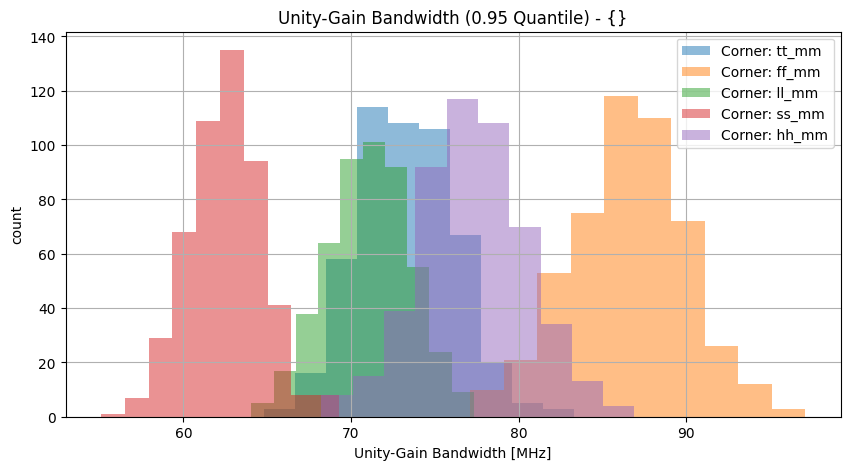 Unity-Gain Bandwidth (0.95 Quantile) - {}
Corner: tt_mm
Corner: ff_mm
Corner: ll_mm
Corner: ss_mm
Corner: hh_mm
140
120
100
80
60
40
20
0
count
60 70 80 90
Unity-Gain Bandwidth [MHz]